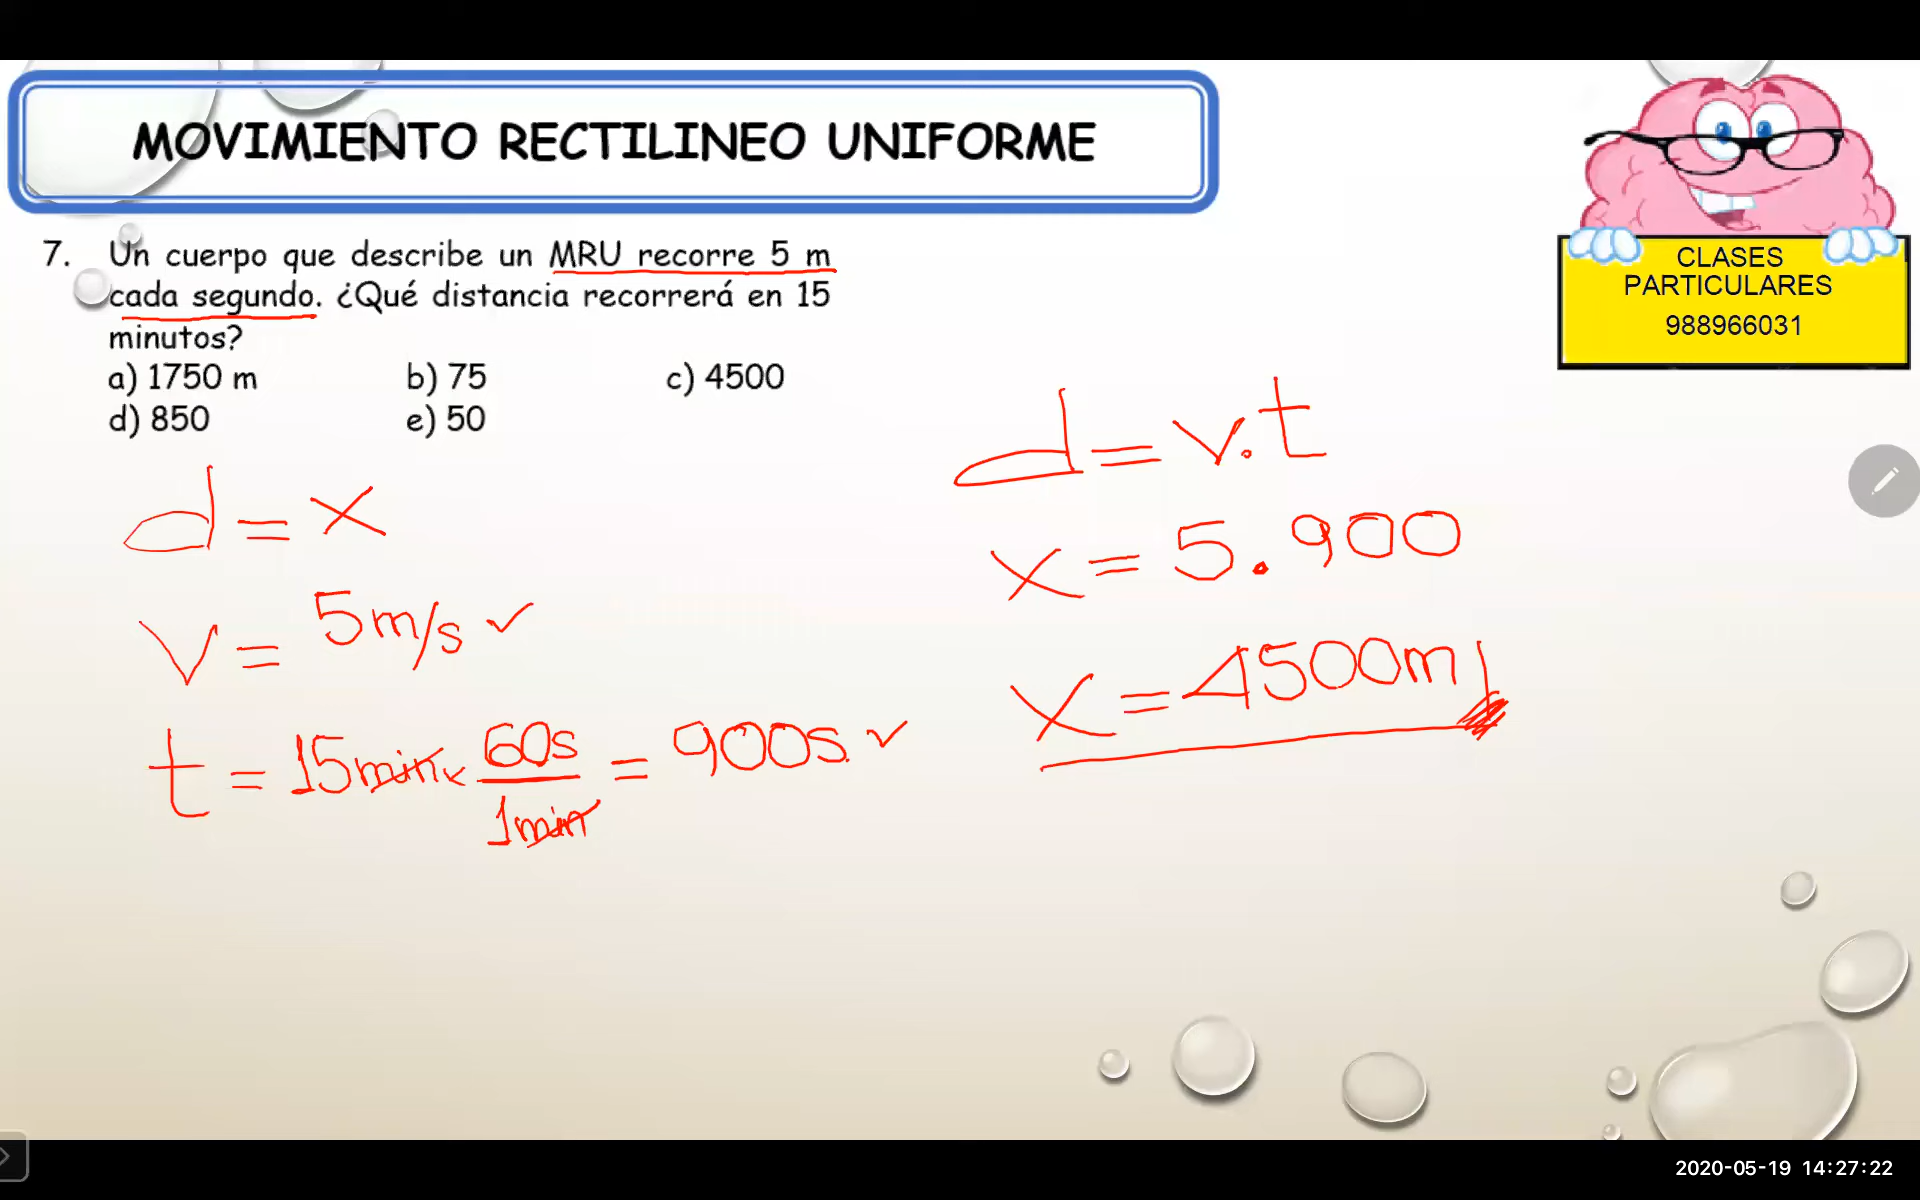 MOVIMIENTO RECTILINEO UNIFORME
CLASES
PARTICULARES
988966031
7. Un cuerpo que describe un MRU recorre 5 m
cada segundo. ¿Qué distancia recorrerá en 15
minutos?
a) 1750 m b) 75 c) 4500
d) 850 e) 50
d = x
v = 5m/s ✓
t = 15min x 60s/1min = 900s. ✓
d = v.t
x = 5.900
x = 4500m
2020-05-19 14:27:22